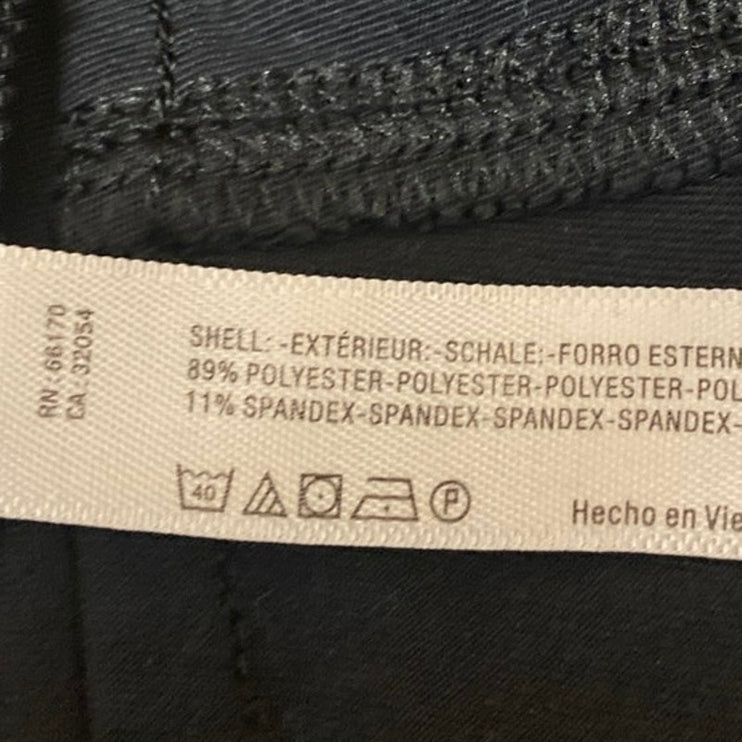 RN: 66170
CA: 32054
SHELL: -EXTÉRIEUR:-SCHALE:-FORRO ESTERN
89% POLYESTER-POLYESTER-POLYESTER-POL
11% SPANDEX-SPANDEX-SPANDEX-SPANDEX-
40
P
Hecho en Vie